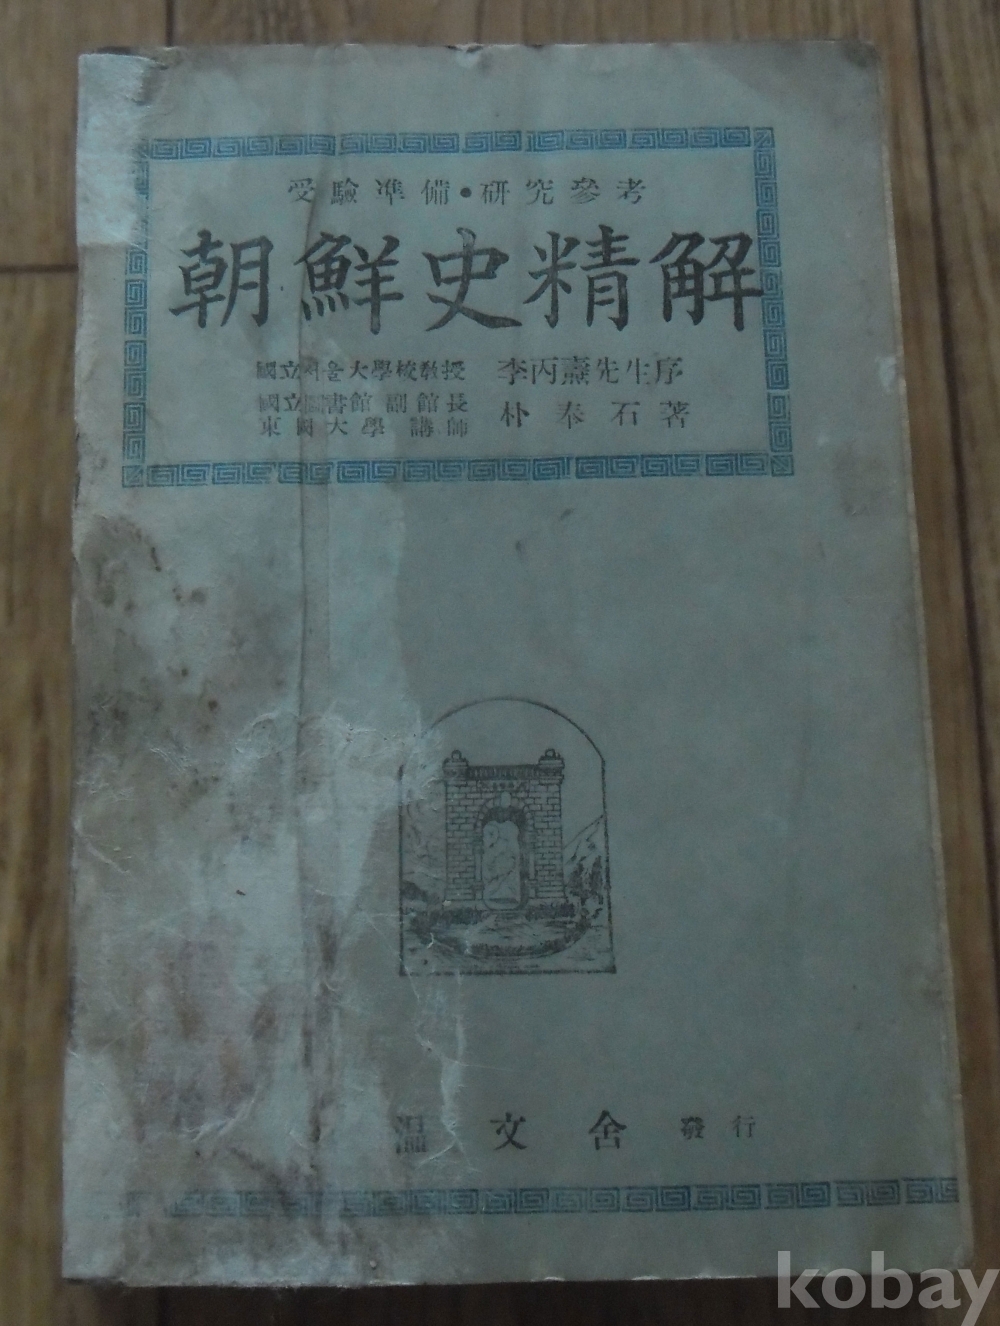 受驗準備・硏究參考
朝鮮史精解
國立서울大學校敎授 李丙燾先生序
國立圖書館 副館長
東國大學 講師
朴奉石著
溫文舍 發行
kobay